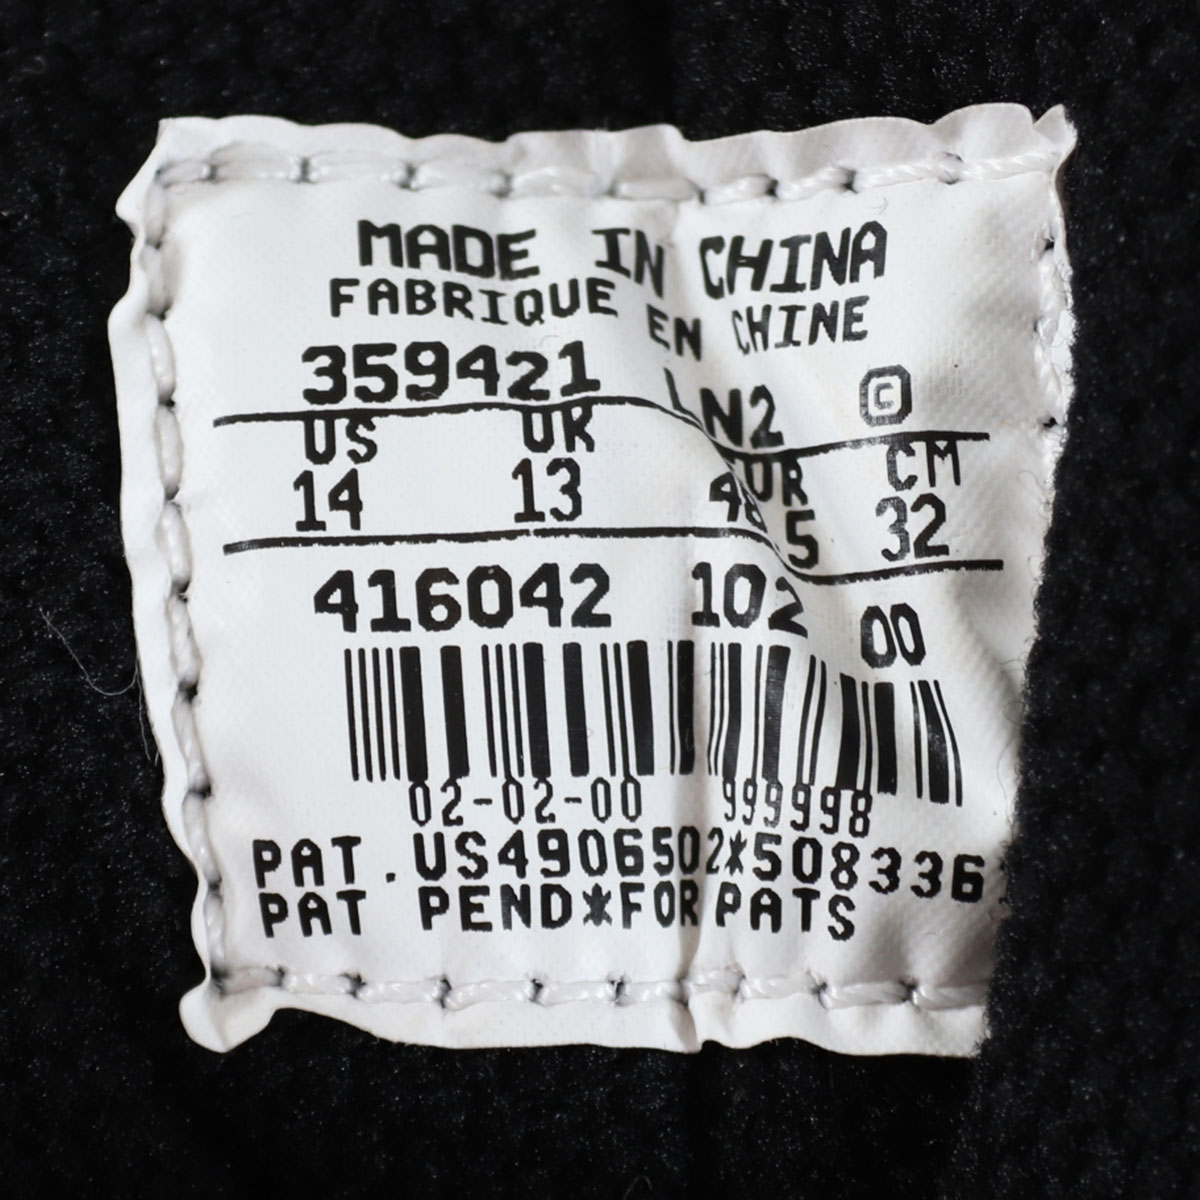 MADE IN CHINA
FABRIQUE EN CHINE
359421 LN2 ©
US UK EUR CM
14 13 48.5 32
416042 102 00
02-02-00 999998
PAT.US4906502*508336
PAT PEND*FOR PATS